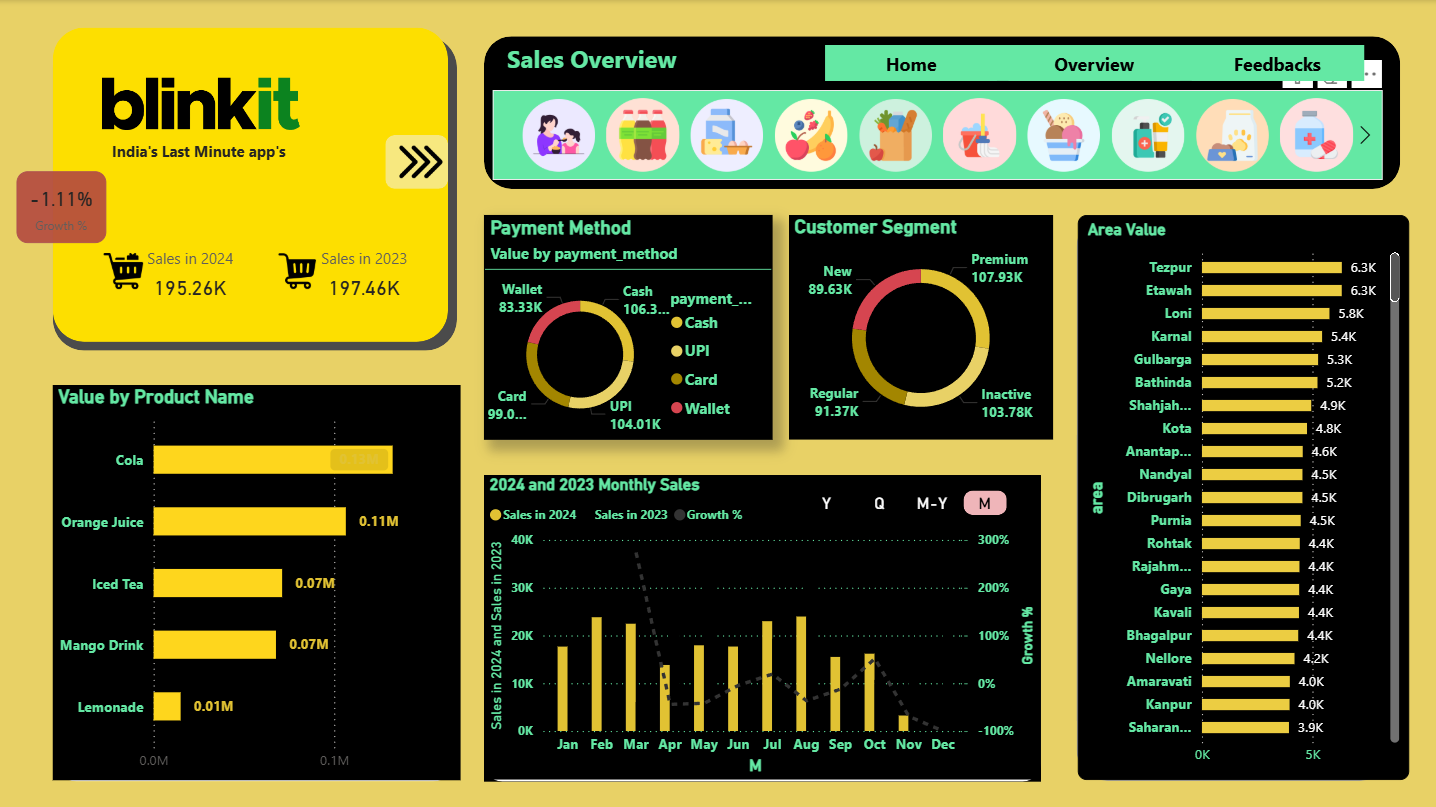 blinkit
India's Last Minute app's
-1.11%
Growth %
Sales in 2024
195.26K
Sales in 2023
197.46K
Sales Overview
Home
Overview
Feedbacks
Payment Method
Value by payment_method
Wallet
83.33K
Cash
106.3...
Card
99.0...
UPI
104.01K
payment_...
Cash
UPI
Card
Wallet
Customer Segment
New
89.63K
Premium
107.93K
Regular
91.37K
Inactive
103.78K
Area Value
area
Tezpur 6.3K
Etawah 6.3K
Loni 5.8K
Karnal 5.4K
Gulbarga 5.3K
Bathinda 5.2K
Shahjah... 4.9K
Kota 4.8K
Anantap... 4.6K
Nandyal 4.5K
Dibrugarh 4.5K
Purnia 4.5K
Rohtak 4.4K
Rajahm... 4.4K
Gaya 4.4K
Kavali 4.4K
Bhagalpur 4.4K
Nellore 4.2K
Amaravati 4.0K
Kanpur 4.0K
Saharan... 3.9K
0K 5K
Value by Product Name
Cola
Orange Juice 0.11M
Iced Tea 0.07M
Mango Drink 0.07M
Lemonade 0.01M
0.0M 0.1M
2024 and 2023 Monthly Sales
Y Q M-Y M
Sales in 2024 Sales in 2023 Growth %
Sales in 2024 and Sales in 2023
40K 300%
30K 200%
20K 100%
10K 0%
0K -100%
Growth %
Jan Feb Mar Apr May Jun Jul Aug Sep Oct Nov Dec
M